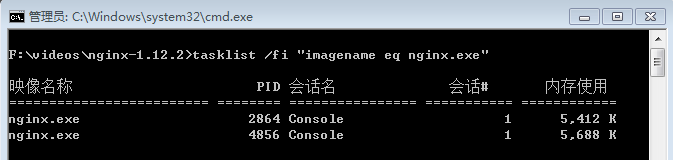 管理员: C:\Windows\system32\cmd.exe
F:\videos\nginx-1.12.2>tasklist /fi "imagename eq nginx.exe"
映像名称                       PID 会话名              会话#       内存使用
========================= ======== ================ =========== ============
nginx.exe                     2864 Console                    1      5,412 K
nginx.exe                     4856 Console                    1      5,688 K